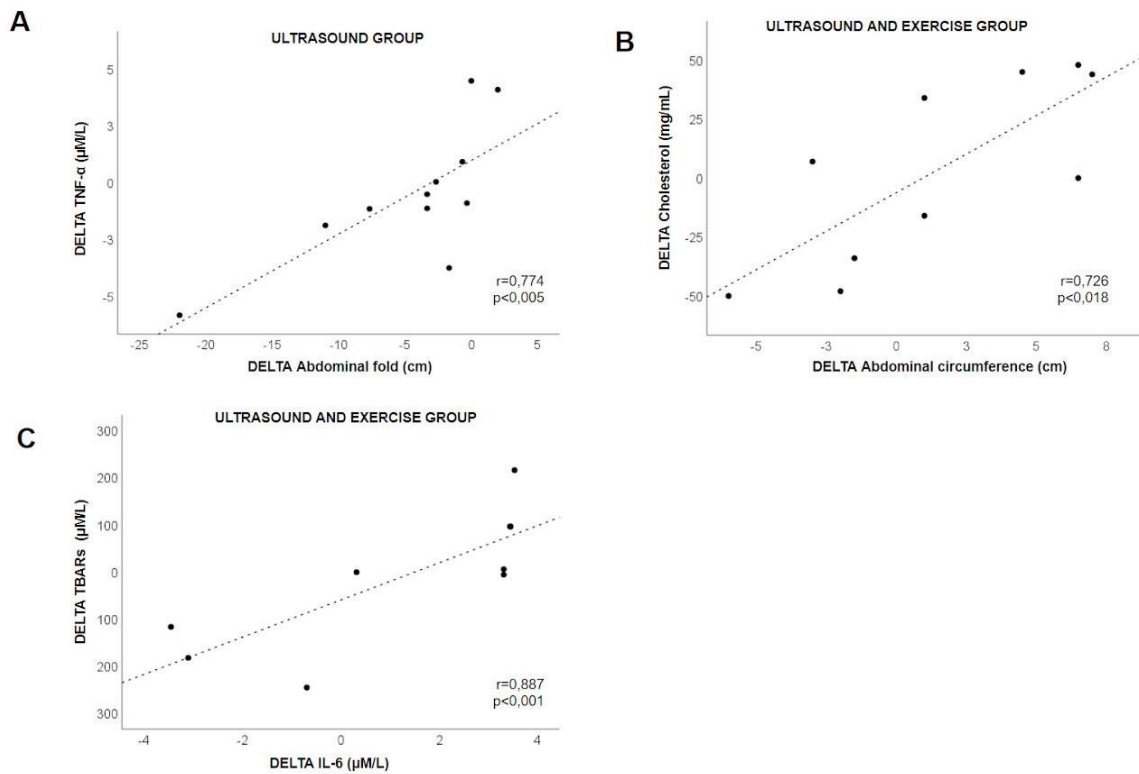 A
ULTRASOUND GROUP
DELTA TNF-α (µM/L)
5
3
0
-3
-5
-25 -20 -15 -10 -5 0 5
DELTA Abdominal fold (cm)
r=0,774
p<0,005
B
ULTRASOUND AND EXERCISE GROUP
DELTA Cholesterol (mg/mL)
50
25
0
-25
-50
-5 -3 0 3 5 8
DELTA Abdominal circumference (cm)
r=0,726
p<0,018
C
ULTRASOUND AND EXERCISE GROUP
DELTA TBARs (µM/L)
300
200
100
0
100
200
300
-4 -2 0 2 4
DELTA IL-6 (µM/L)
r=0,887
p<0,001